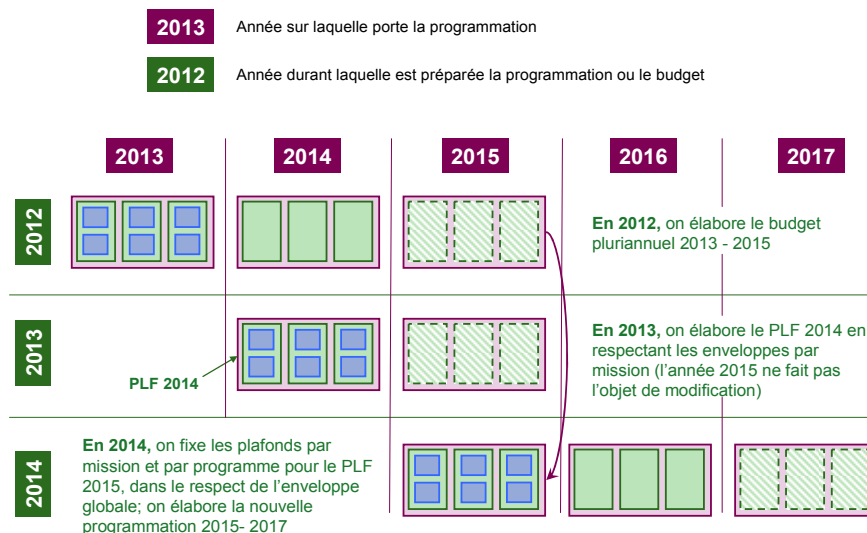 2013 Année sur laquelle porte la programmation
2012 Année durant laquelle est préparée la programmation ou le budget
2013 2014 2015 2016 2017
2012
En 2012, on élabore le budget
pluriannuel 2013 - 2015
2013
PLF 2014
En 2013, on élabore le PLF 2014 en
respectant les enveloppes par
mission (l’année 2015 ne fait pas
l’objet de modification)
2014
En 2014, on fixe les plafonds par
mission et par programme pour le PLF
2015, dans le respect de l’enveloppe
globale; on élabore la nouvelle
programmation 2015- 2017